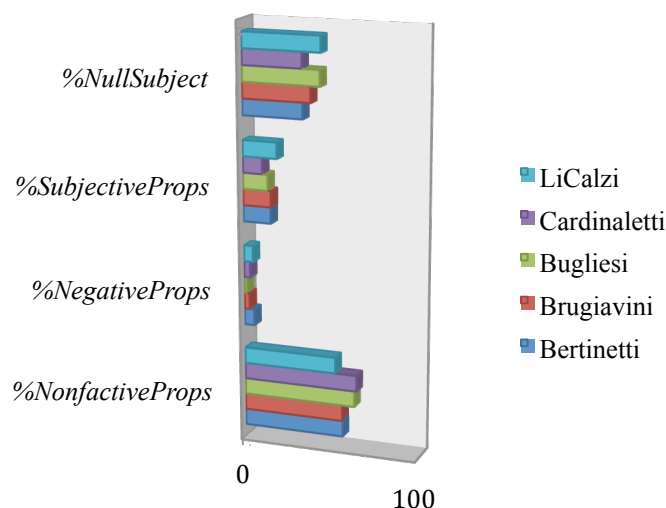 %NullSubject
%SubjectiveProps
%NegativeProps
%NonfactiveProps
0
100
LiCalzi
Cardinaletti
Bugliesi
Brugiavini
Bertinetti